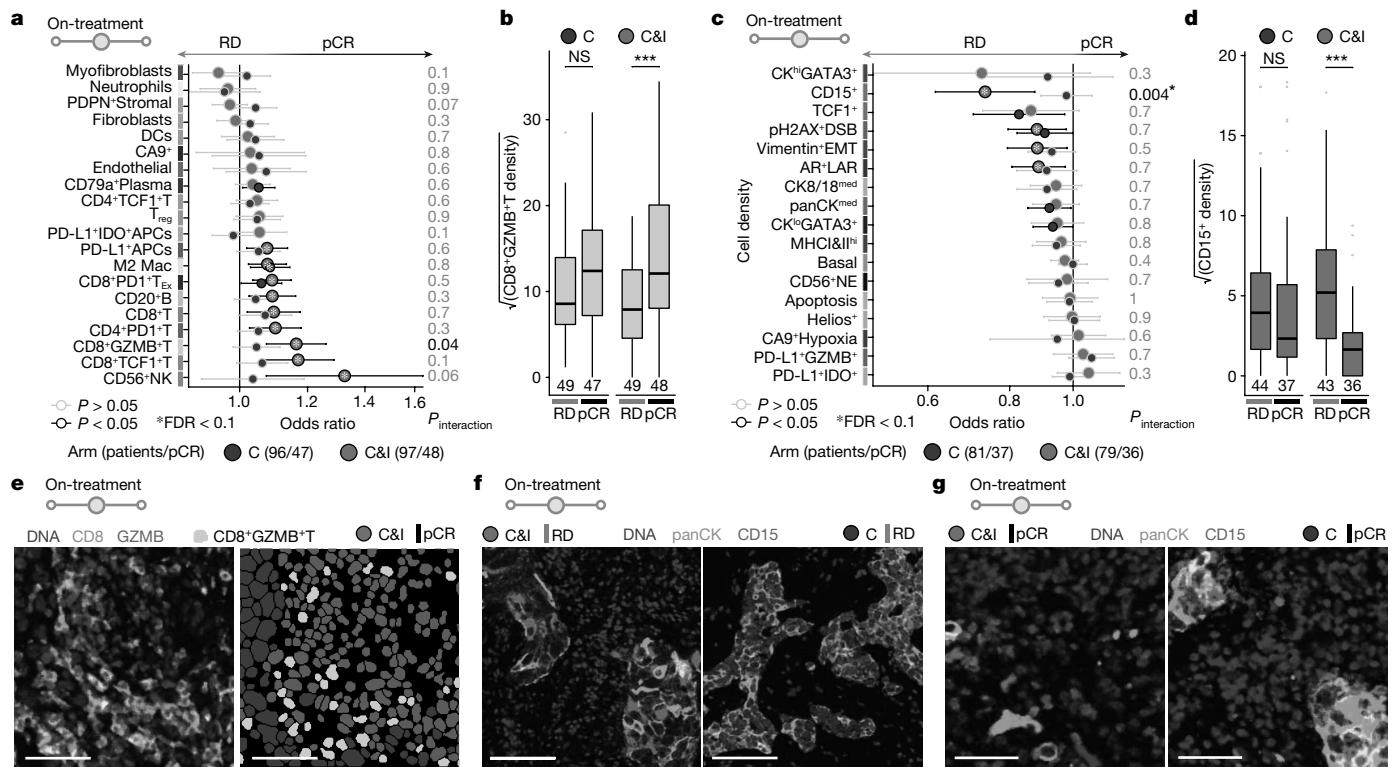 a
On-treatment
RD pCR
Myofibroblasts 0.1
Neutrophils 0.9
PDPN⁺Stromal 0.07
Fibroblasts 0.3
DCs 0.7
CA9⁺ 0.8
Endothelial 0.6
CD79a⁺Plasma 0.6
CD4⁺TCF1⁺T 0.6
T_reg 0.9
PD-L1⁺IDO⁺APCs 0.1
PD-L1⁺APCs 0.6
M2 Mac 0.8
CD8⁺PD1⁺T_Ex 0.5
CD20⁺B 0.3
CD8⁺T 0.7
CD4⁺PD1⁺T 0.3
CD8⁺GZMB⁺T 0.04
CD8⁺TCF1⁺T 0.1
CD56⁺NK 0.06
1.0 1.2 1.4 1.6
P > 0.05
P < 0.05 *FDR < 0.1 Odds ratio P_interaction
Arm (patients/pCR) C (96/47) C&I (97/48)
b
C C&I
NS ***
√(CD8⁺GZMB⁺T density)
30
20
10
0
49 47 49 48
RD pCR RD pCR
c
On-treatment
RD pCR
Cell density
CKʰⁱGATA3⁺ 0.3
CD15⁺ 0.004*
TCF1⁺ 0.7
pH2AX⁺DSB 0.7
Vimentin⁺EMT 0.5
AR⁺LAR 0.7
CK8/18ᵐᵉᵈ 0.7
panCKᵐᵉᵈ 0.7
CKˡᵒGATA3⁺ 0.8
MHCI&IIʰⁱ 0.8
Basal 0.4
CD56⁺NE 0.7
Apoptosis 1
Helios⁺ 0.9
CA9⁺Hypoxia 0.6
PD-L1⁺GZMB⁺ 0.7
PD-L1⁺IDO⁺ 0.3
0.6 0.8 1.0
P > 0.05
P < 0.05 *FDR < 0.1 Odds ratio P_interaction
Arm (patients/pCR) C (81/37) C&I (79/36)
d
C C&I
NS ***
√(CD15⁺ density)
20
15
10
5
0
44 37 43 36
RD pCR RD pCR
e
On-treatment
DNA CD8 GZMB CD8⁺GZMB⁺T C&I pCR
f
On-treatment
C&I RD DNA panCK CD15 C RD
g
On-treatment
C&I pCR DNA panCK CD15 C pCR